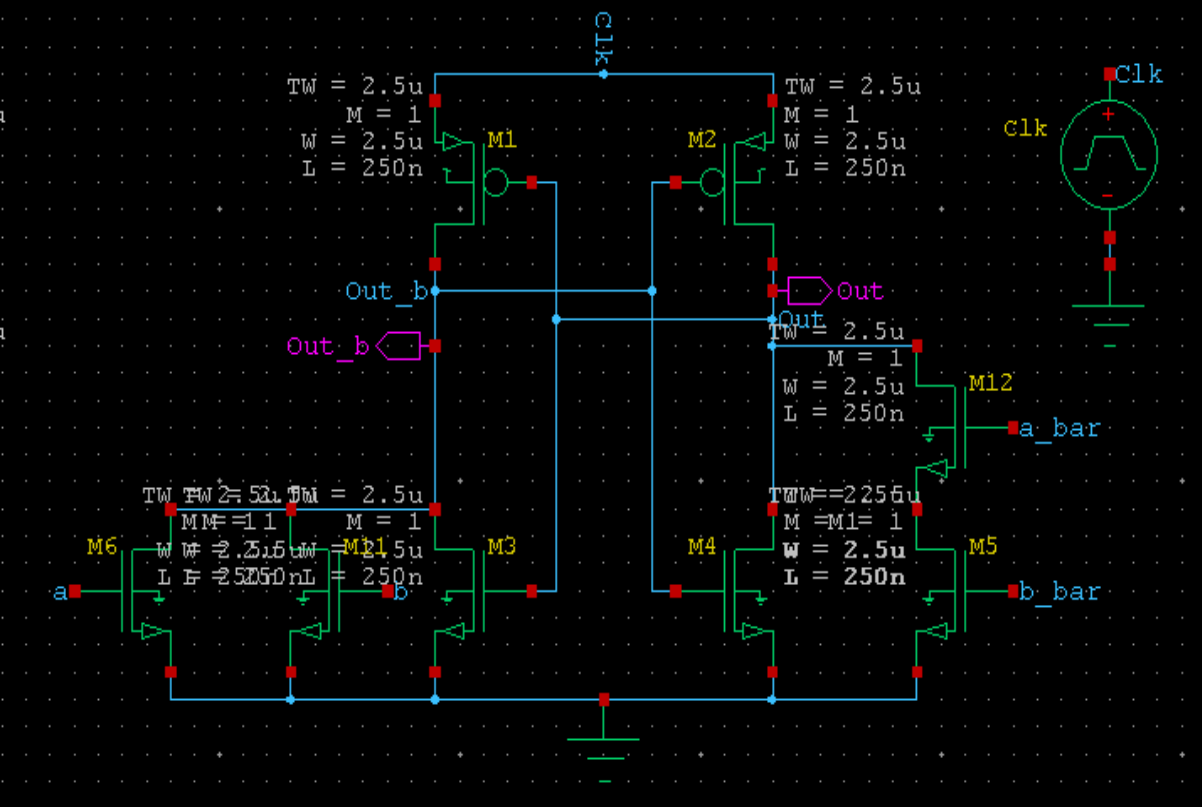 Clk
TW = 2.5u
M = 1
W = 2.5u
L = 250n
M1
M2
TW = 2.5u
M = 1
W = 2.5u
L = 250n
Clk
Clk
+
-
Out_b
Out
Out_b
Out
TW = 2.5u
M = 1
W = 2.5u
L = 250n
M12
a_bar
TW = 2.5u
M = 1
M6
M11
M3
M4
W = 2.5u
L = 250n
M5
a
b
b_bar